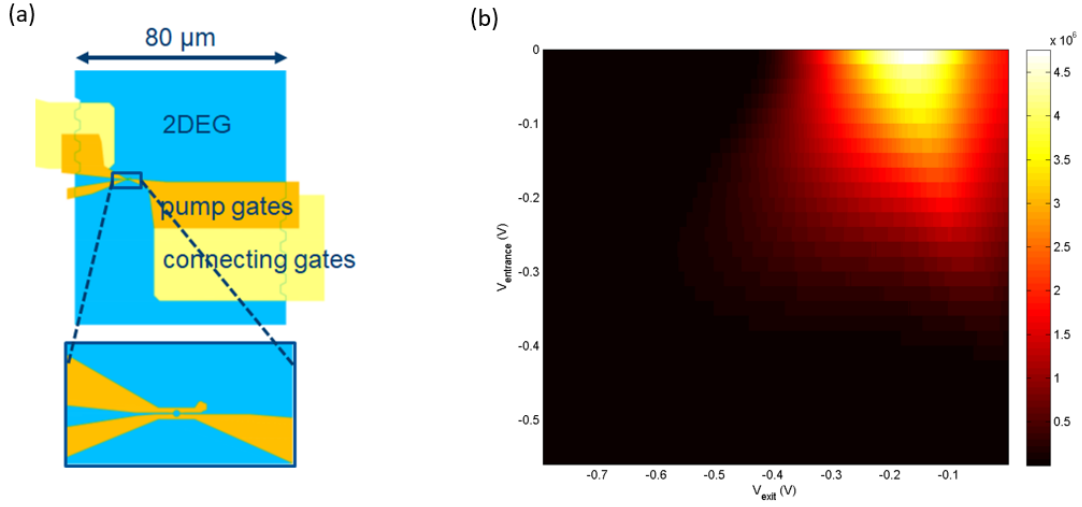 (a)
80 μm
2DEG
pump gates
connecting gates
(b)
x 10⁶
0
-0.1
-0.2
-0.3
-0.4
-0.5
V_entrance (V)
-0.7
-0.6
-0.5
-0.4
-0.3
-0.2
-0.1
V_exit (V)
4.5
4
3.5
3
2.5
2
1.5
1
0.5